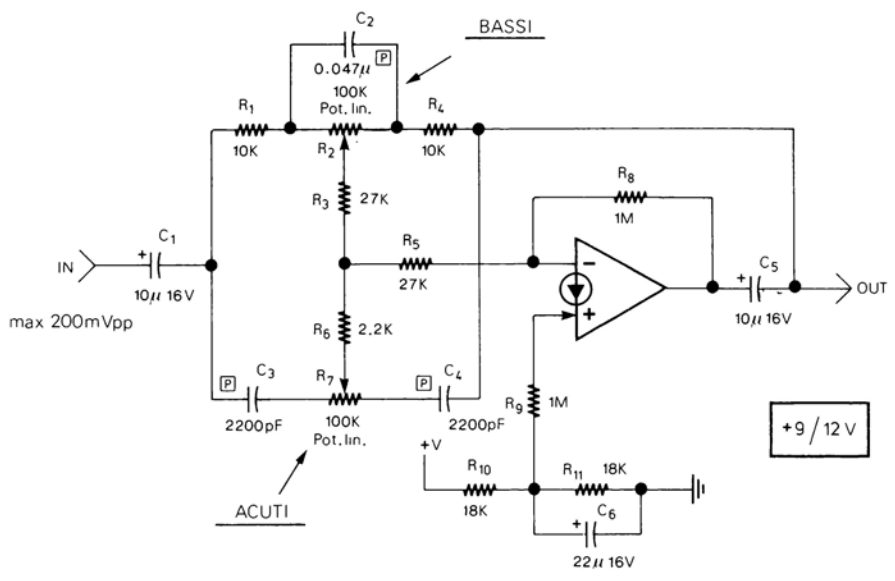 C2
P
0.047µ
BASSI
100K
Pot. lin.
R1
10K
R2
R4
10K
R3
27K
R8
1M
C1
+
IN
10µ 16V
max 200mVpp
R5
27K
−
+
C5
+
-
10µ 16V
OUT
R6
2.2K
P
C3
2200pF
R7
100K
Pot. lin.
P
C4
2200pF
R9
1M
+9/12 V
+V
R10
18K
R11
18K
+
C6
22µ 16V
ACUTI